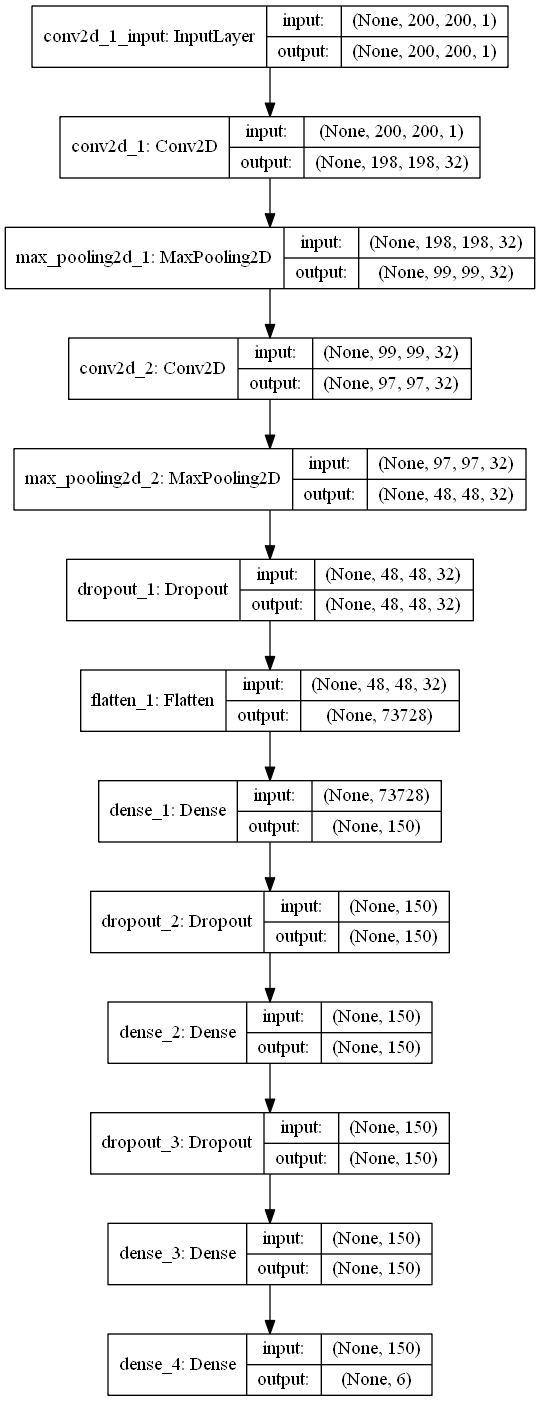 conv2d_1_input: InputLayer
input: (None, 200, 200, 1)
output: (None, 200, 200, 1)
conv2d_1: Conv2D
input: (None, 200, 200, 1)
output: (None, 198, 198, 32)
max_pooling2d_1: MaxPooling2D
input: (None, 198, 198, 32)
output: (None, 99, 99, 32)
conv2d_2: Conv2D
input: (None, 99, 99, 32)
output: (None, 97, 97, 32)
max_pooling2d_2: MaxPooling2D
input: (None, 97, 97, 32)
output: (None, 48, 48, 32)
dropout_1: Dropout
input: (None, 48, 48, 32)
output: (None, 48, 48, 32)
flatten_1: Flatten
input: (None, 48, 48, 32)
output: (None, 73728)
dense_1: Dense
input: (None, 73728)
output: (None, 150)
dropout_2: Dropout
input: (None, 150)
output: (None, 150)
dense_2: Dense
input: (None, 150)
output: (None, 150)
dropout_3: Dropout
input: (None, 150)
output: (None, 150)
dense_3: Dense
input: (None, 150)
output: (None, 150)
dense_4: Dense
input: (None, 150)
output: (None, 6)